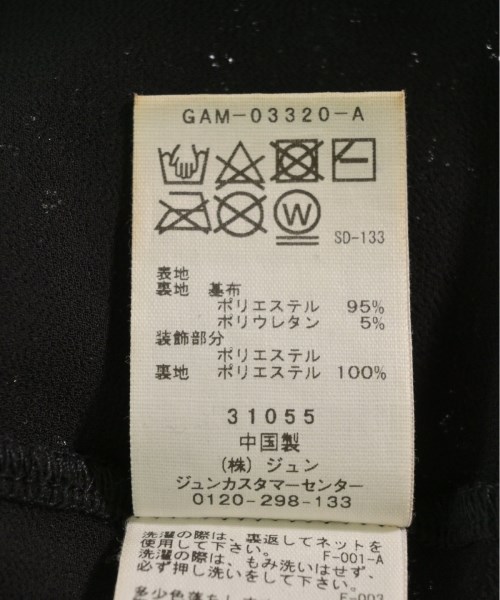 GAM-03320-A
W
SD-133
表地
裏地 基布
ポリエステル 95%
ポリウレタン 5%
装飾部分
ポリエステル
裏地 ポリエステル 100%
31055
中国製
(株)ジュン
ジュンカスタマーセンター
0120-298-133
洗濯の際は、裏返してネットを
使用して下さい。 F-001-A
洗濯の際は、もみ洗いはせず、
必ず押し洗いをして下さい。
F-003